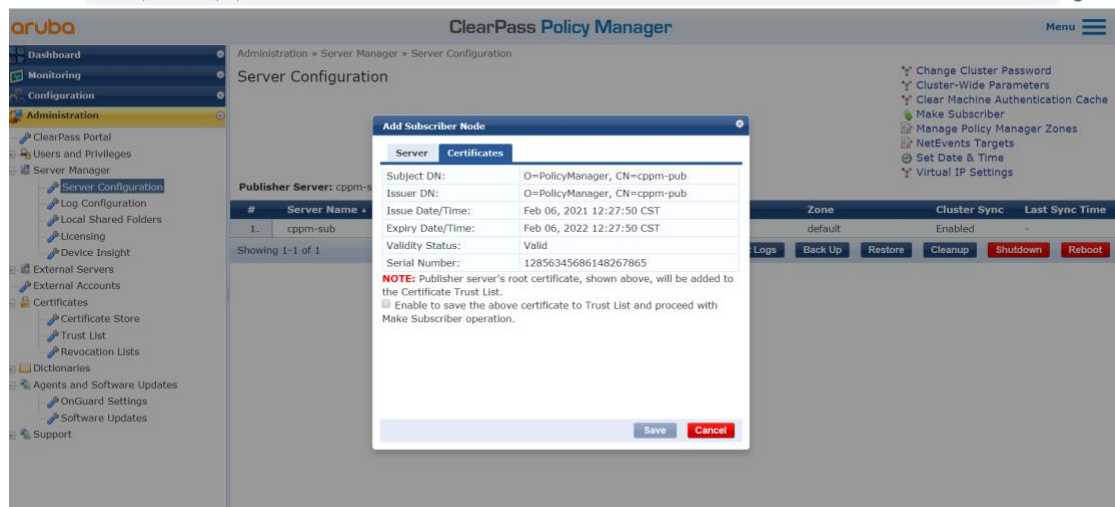 aruba
ClearPass Policy Manager
Menu
Dashboard
Monitoring
Configuration
Administration
ClearPass Portal
Users and Privileges
Server Manager
Server Configuration
Log Configuration
Local Shared Folders
Licensing
Device Insight
External Servers
External Accounts
Certificates
Certificate Store
Trust List
Revocation Lists
Dictionaries
Agents and Software Updates
OnGuard Settings
Software Updates
Support
Administration » Server Manager » Server Configuration
Server Configuration
Change Cluster Password
Cluster-Wide Parameters
Clear Machine Authentication Cache
Make Subscriber
Manage Policy Manager Zones
NetEvents Targets
Set Date & Time
Virtual IP Settings
Publisher Server: cppm-s
# Server Name Zone Cluster Sync Last Sync Time
1. cppm-sub default Enabled -
Showing 1-1 of 1 Logs Back Up Restore Cleanup Shutdown Reboot
Add Subscriber Node
Server Certificates
Subject DN: O=PolicyManager, CN=cppm-pub
Issuer DN: O=PolicyManager, CN=cppm-pub
Issue Date/Time: Feb 06, 2021 12:27:50 CST
Expiry Date/Time: Feb 06, 2022 12:27:50 CST
Validity Status: Valid
Serial Number: 12856345686148267865
NOTE: Publisher server's root certificate, shown above, will be added to
the Certificate Trust List.
Enable to save the above certificate to Trust List and proceed with
Make Subscriber operation.
Save Cancel